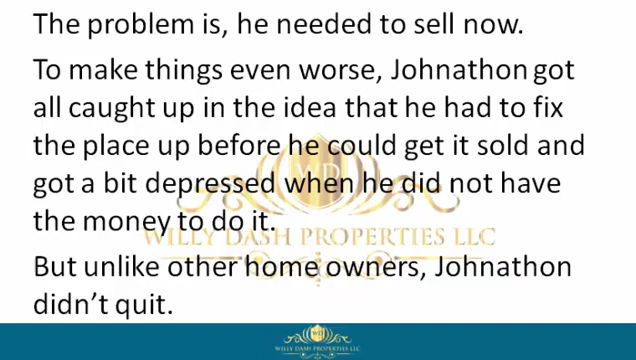 The problem is, he needed to sell now.
To make things even worse, Johnathon got
all caught up in the idea that he had to fix
the place up before he could get it sold and
got a bit depressed when he did not have
the money to do it.
WILLY DASH PROPERTIES LLC
But unlike other home owners, Johnathon
didn’t quit.
WILLY DASH PROPERTIES LLC